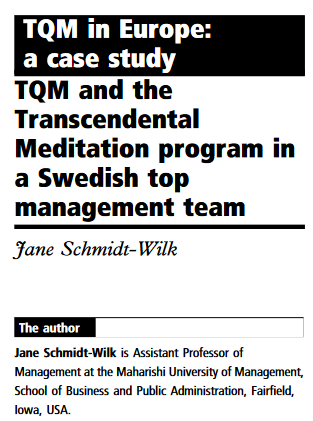 TQM in Europe:
a case study
TQM and the
Transcendental
Meditation program in
a Swedish top
management team
Jane Schmidt-Wilk
The author
Jane Schmidt-Wilk is Assistant Professor of
Management at the Maharishi University of Management,
School of Business and Public Administration, Fairfield,
Iowa, USA.